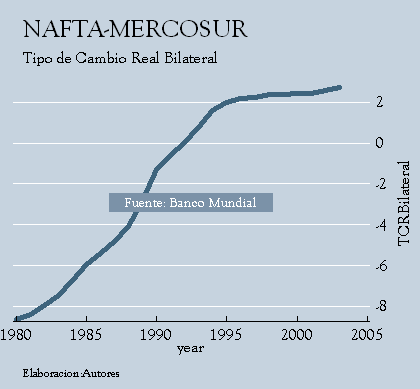 NAFTA-MERCOSUR
Tipo de Cambio Real Bilateral
2
0
-2
Fuente: Banco Mundial
-4
-6
-8
TCRBilateral
1980 1985 1990 1995 2000 2005
year
Elaboracion:Autores